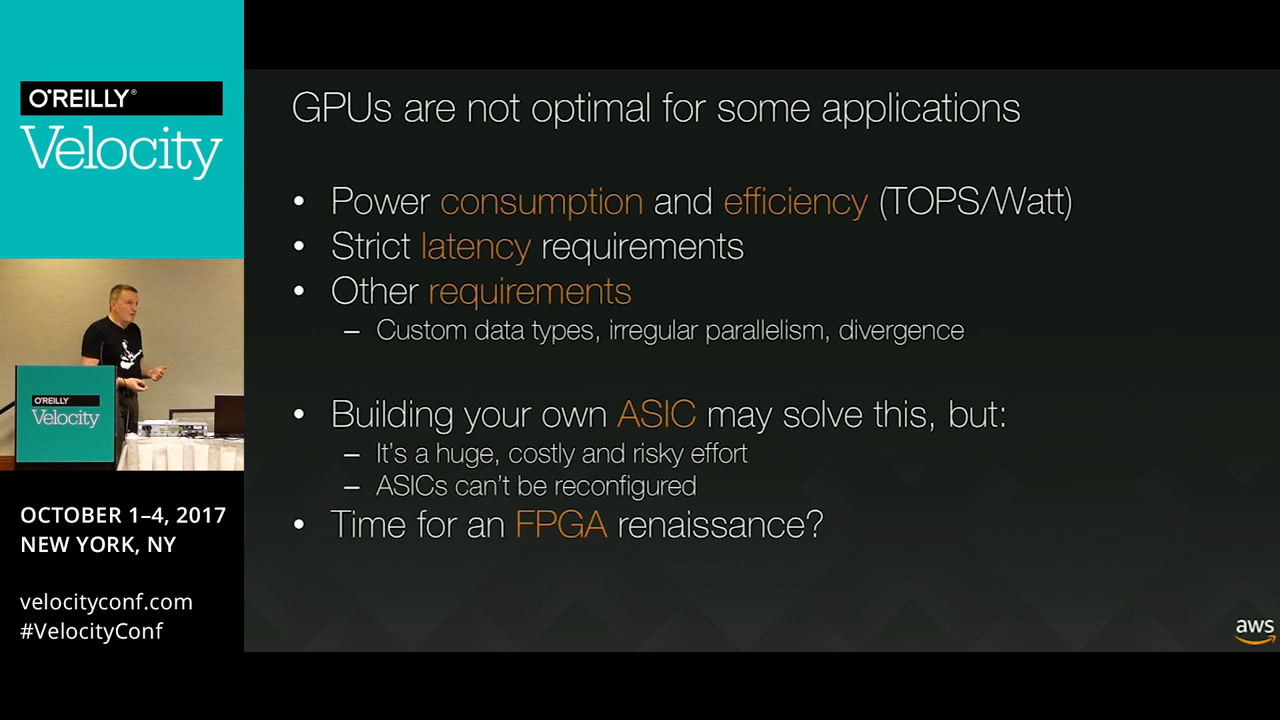 O'REILLY®
Velocity
O'REILLY
Velocity
OCTOBER 1–4, 2017
NEW YORK, NY
velocityconf.com
#VelocityConf
GPUs are not optimal for some applications
• Power consumption and efficiency (TOPS/Watt)
• Strict latency requirements
• Other requirements
– Custom data types, irregular parallelism, divergence
• Building your own ASIC may solve this, but:
– It's a huge, costly and risky effort
– ASICs can't be reconfigured
• Time for an FPGA renaissance?
aws